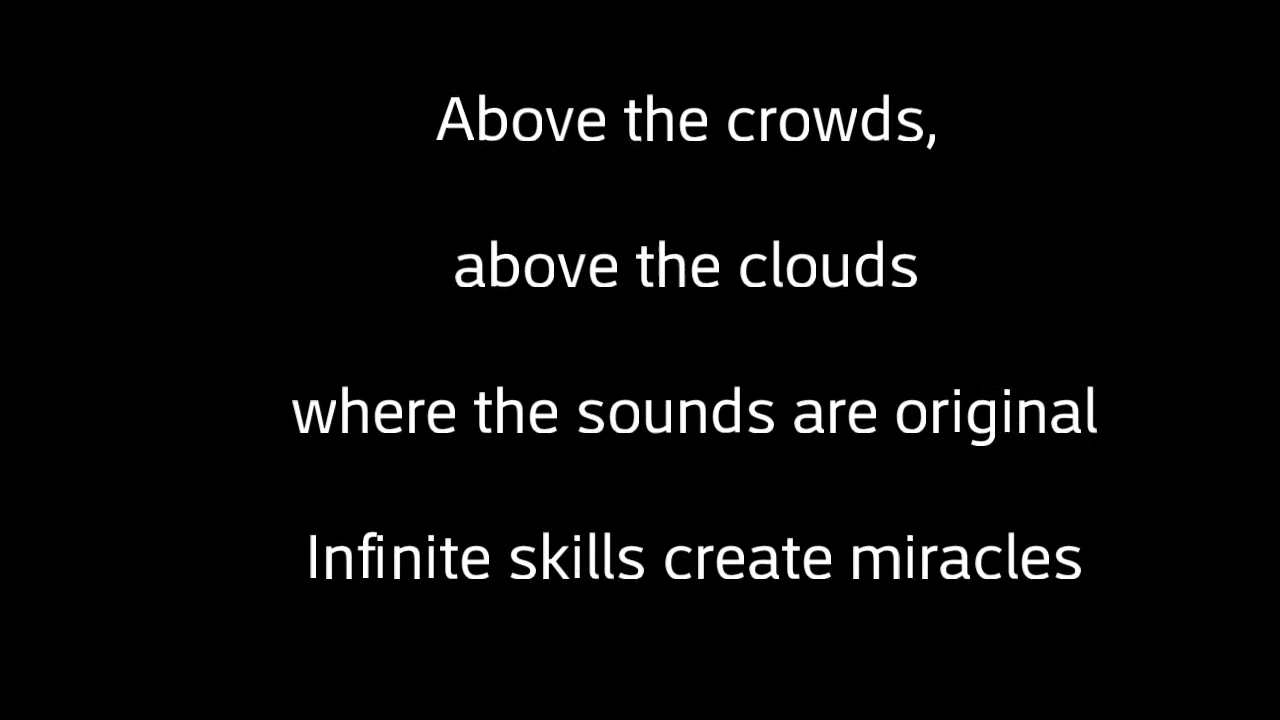 Above the crowds,
above the clouds
where the sounds are original
Infinite skills create miracles